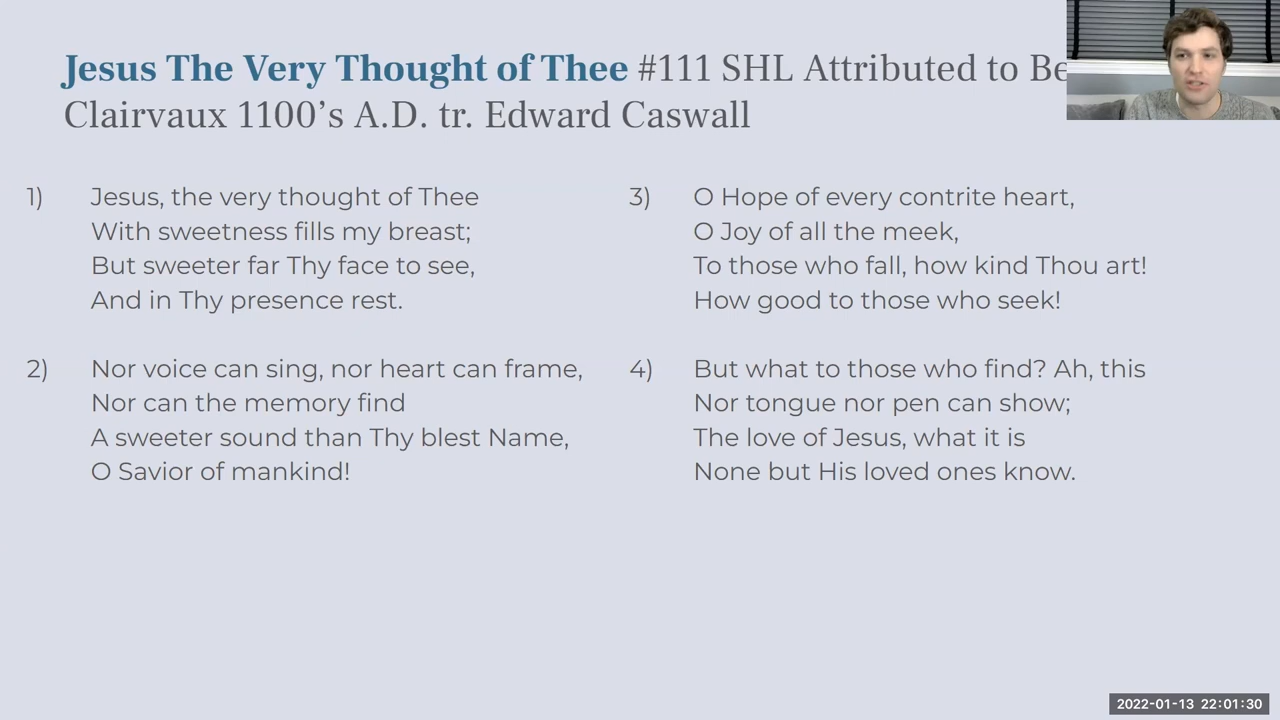 Jesus The Very Thought of Thee #111 SHL Attributed to
Clairvaux 1100’s A.D. tr. Edward Caswall
1) Jesus, the very thought of Thee
With sweetness fills my breast;
But sweeter far Thy face to see,
And in Thy presence rest.
2) Nor voice can sing, nor heart can frame,
Nor can the memory find
A sweeter sound than Thy blest Name,
O Savior of mankind!
3) O Hope of every contrite heart,
O Joy of all the meek,
To those who fall, how kind Thou art!
How good to those who seek!
4) But what to those who find? Ah, this
Nor tongue nor pen can show;
The love of Jesus, what it is
None but His loved ones know.
2022-01-13 22:01:30